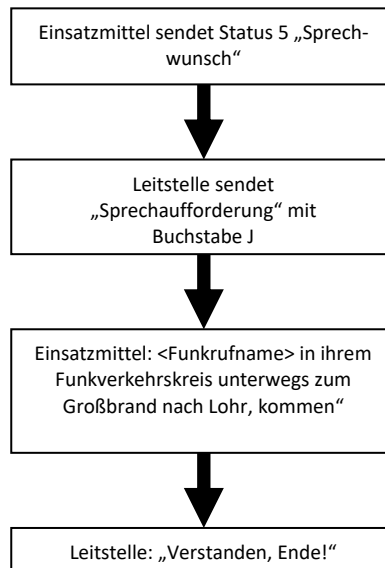 Einsatzmittel sendet Status 5 „Sprech-
wunsch“
Leitstelle sendet
„Sprechaufforderung“ mit
Buchstabe J
Einsatzmittel: <Funkrufname> in ihrem
Funkverkehrskreis unterwegs zum
Großbrand nach Lohr, kommen“
Leitstelle: „Verstanden, Ende!“